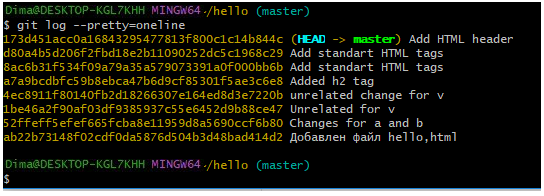 Dima@DESKTOP-KGL7KHH MINGW64 ~/hello (master)
$ git log --pretty=oneline
173d451acc0a16843295477813f800c1c14b844c (HEAD -> master) Add HTML header
d80a4b5d206f2fbd18e2b11090252dc5c1968c29 Add standart HTML tags
8ac6b31f534f09a79a35a579073391a0f000bb6b Add standart HTML tags
a7a9bcdbfc59b8ebca47b6d9cf85301f5ae3c6e8 Added h2 tag
4ec8911f80140fb2d18266307e164ed8d3e7220b unrelated change for v
1be46a2f90af03df9385937c55e6452d9b88ce47 Unrelated for v
52ffeff5efef665fcba8e11959d8a5690ccf6b80 Changes for a and b
ab22b73148f02cdf0da5876d504b3d48bad414d2 Добавлен файл hello,html
Dima@DESKTOP-KGL7KHH MINGW64 ~/hello (master)
$